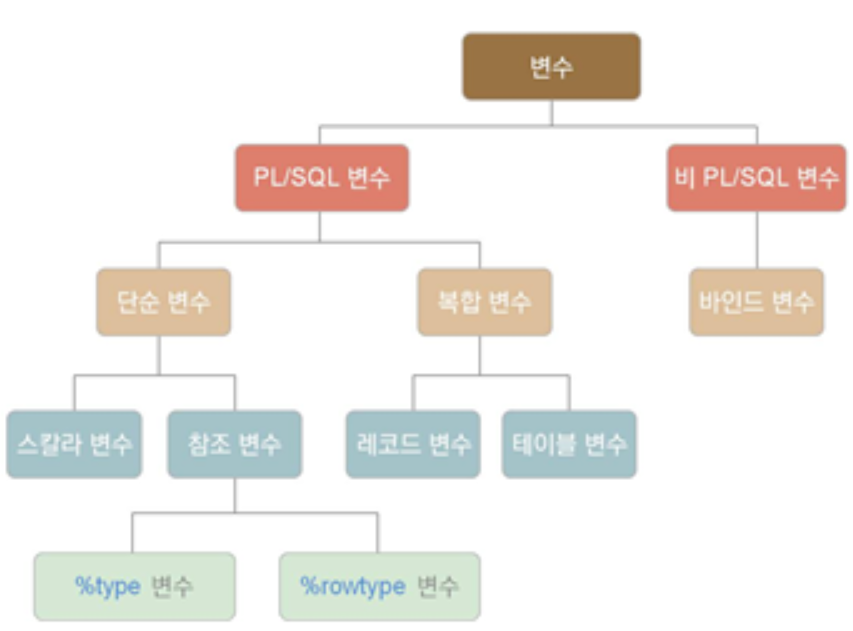 변수
PL/SQL 변수
비 PL/SQL 변수
단순 변수
복합 변수
바인드 변수
스칼라 변수
참조 변수
레코드 변수
테이블 변수
%type 변수
%rowtype 변수